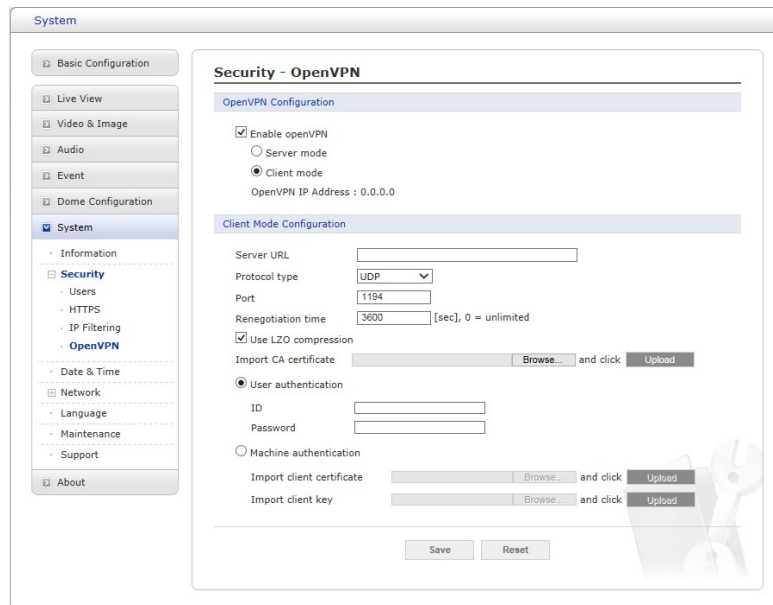 System
Basic Configuration
Live View
Video & Image
Audio
Event
Dome Configuration
System
Information
Security
Users
HTTPS
IP Filtering
OpenVPN
Date & Time
Network
Language
Maintenance
Support
About
Security - OpenVPN
OpenVPN Configuration
Enable openVPN
Server mode
Client mode
OpenVPN IP Address : 0.0.0.0
Client Mode Configuration
Server URL
Protocol type UDP
Port 1194
Renegotiation time 3600 [sec], 0 = unlimited
Use LZO compression
Import CA certificate Browse... and click Upload
User authentication
ID
Password
Machine authentication
Import client certificate Browse... and click Upload
Import client key Browse... and click Upload
Save Reset